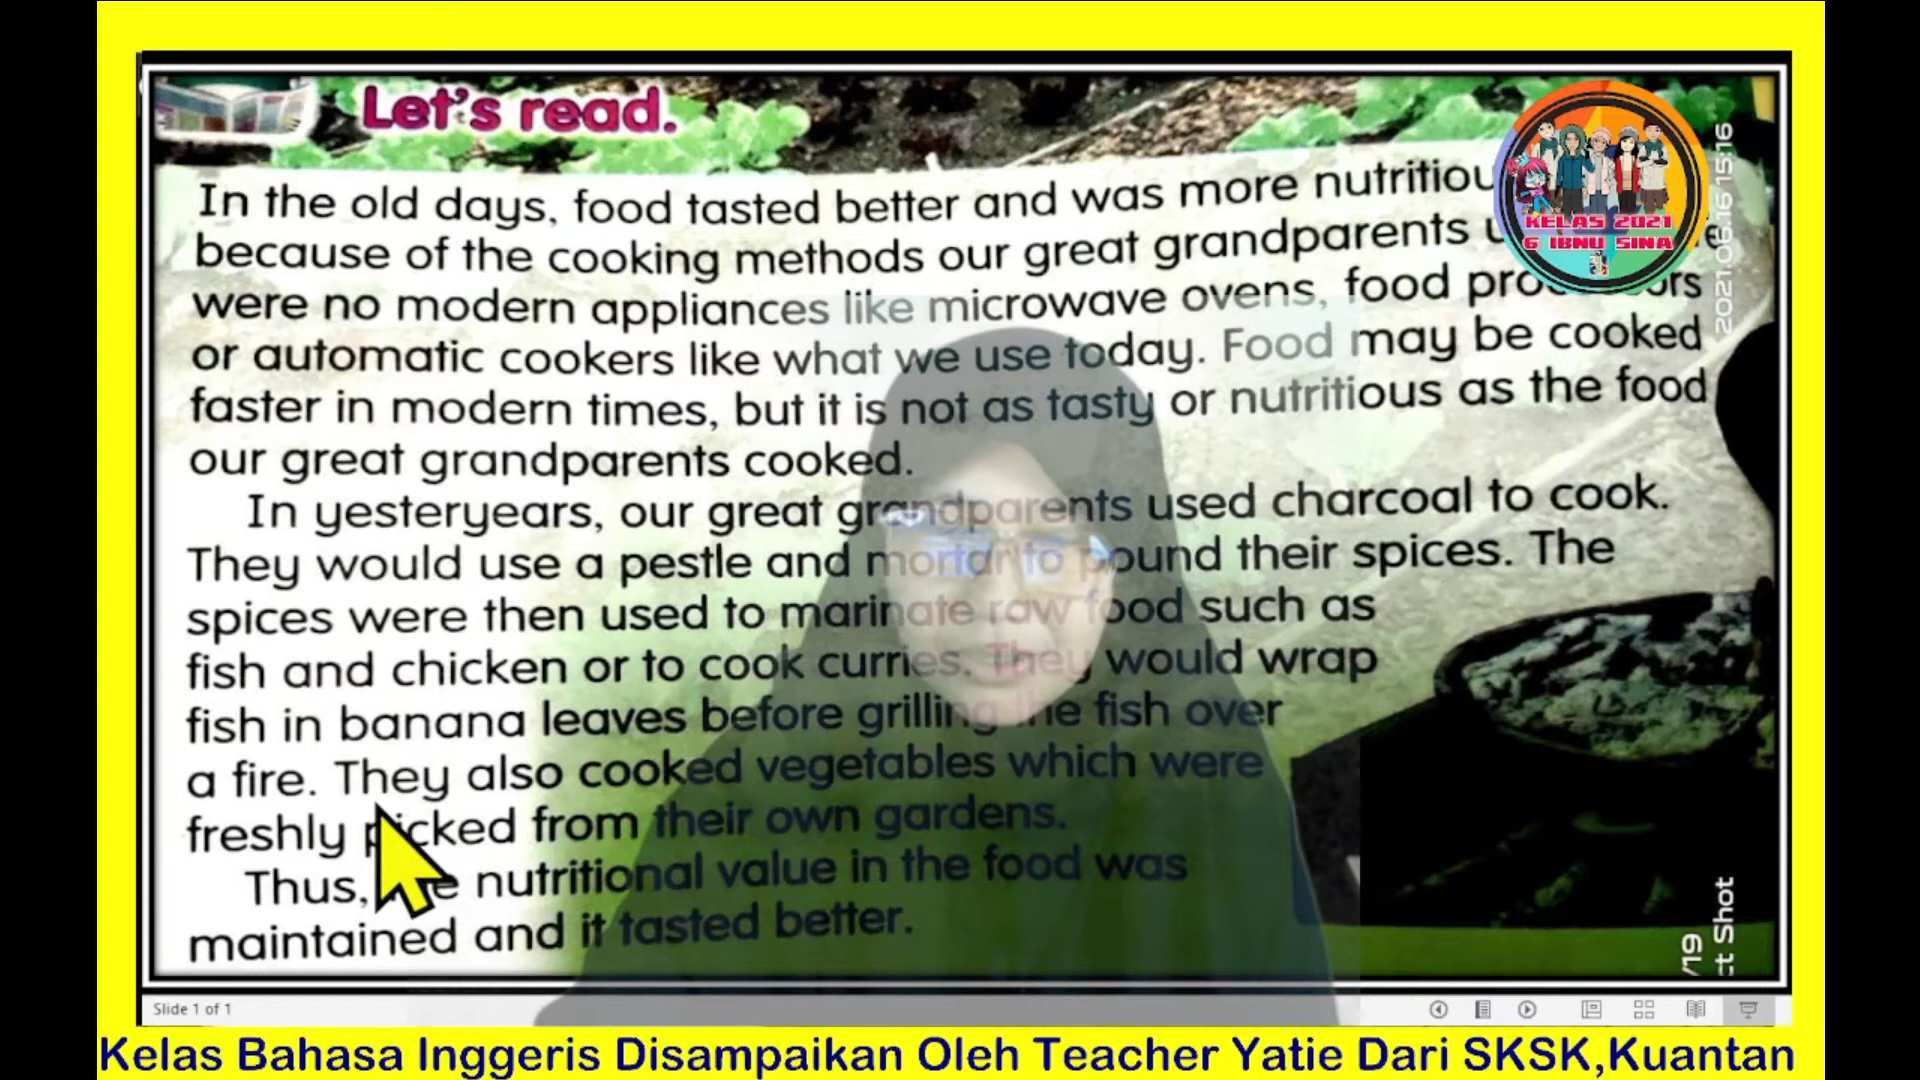 Let's read.
In the old days, food tasted better and was more nutritiou
because of the cooking methods our great grandparents
were no modern appliances like microwave ovens, food
or automatic cookers like what we use today. Food may be cooked
faster in modern times, but it is not as tasty or nutritious as the food
our great grandparents cooked.
In yesteryears, our great grandparents used charcoal to cook.
They would use a pestle and mortar to pound their spices. The
spices were then used to marinate raw food such as
fish and chicken or to cook curries. They would wrap
fish in banana leaves before grilling the fish over
a fire. They also cooked vegetables which were
freshly picked from their own gardens.
Thus, nutritional value in the food was
maintained and it tasted better.
KELAS 2021
6 IBNU SINA
2021.06.16 15:16
/19
ct Shot
Slide 1 of 1
Kelas Bahasa Inggeris Disampaikan Oleh Teacher Yatie Dari SKSK,Kuantan